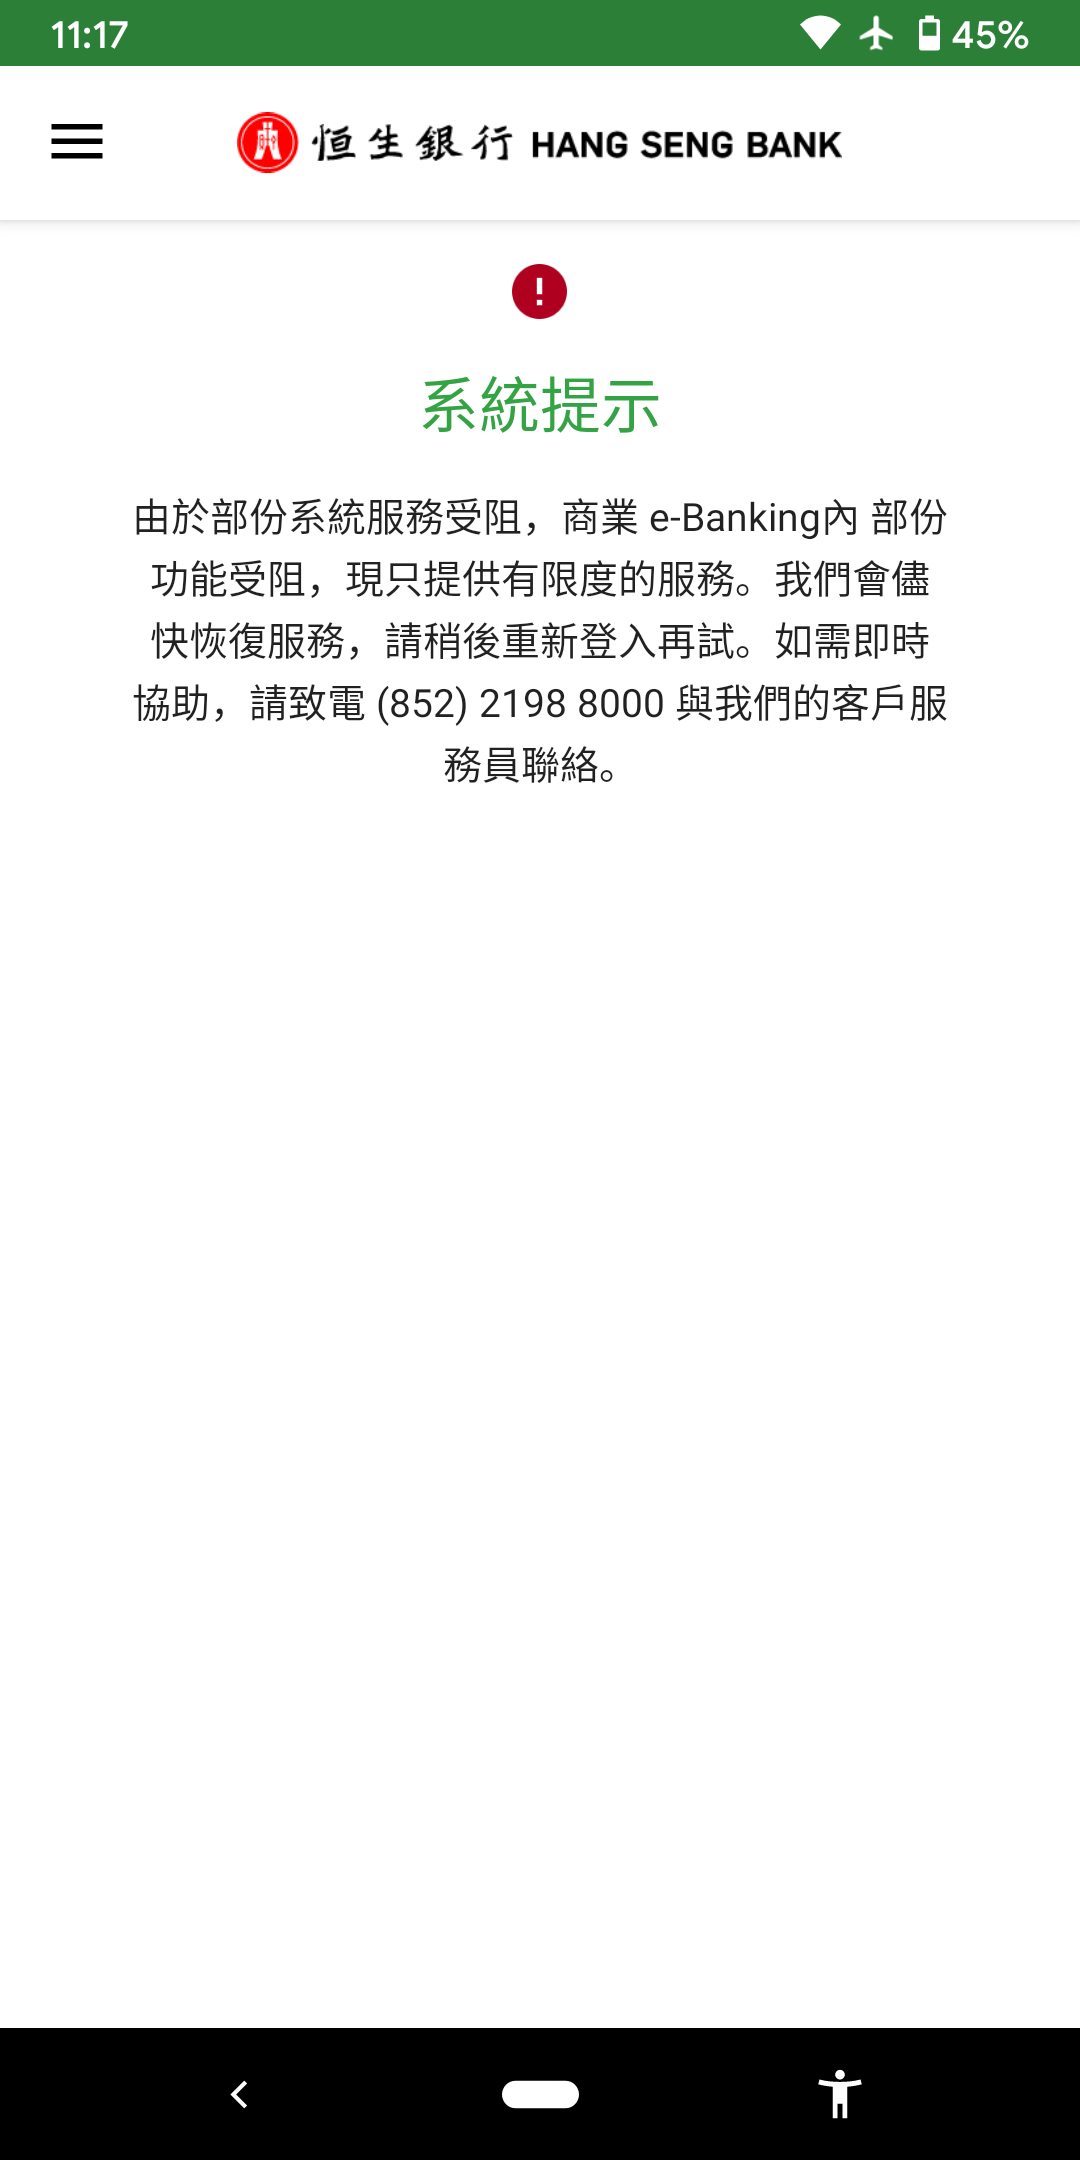 11:17
45%
恒生銀行 HANG SENG BANK
系統提示
由於部份系統服務受阻，商業 e-Banking內 部份
功能受阻，現只提供有限度的服務。我們會儘
快恢復服務，請稍後重新登入再試。如需即時
協助，請致電 (852) 2198 8000 與我們的客戶服
務員聯絡。